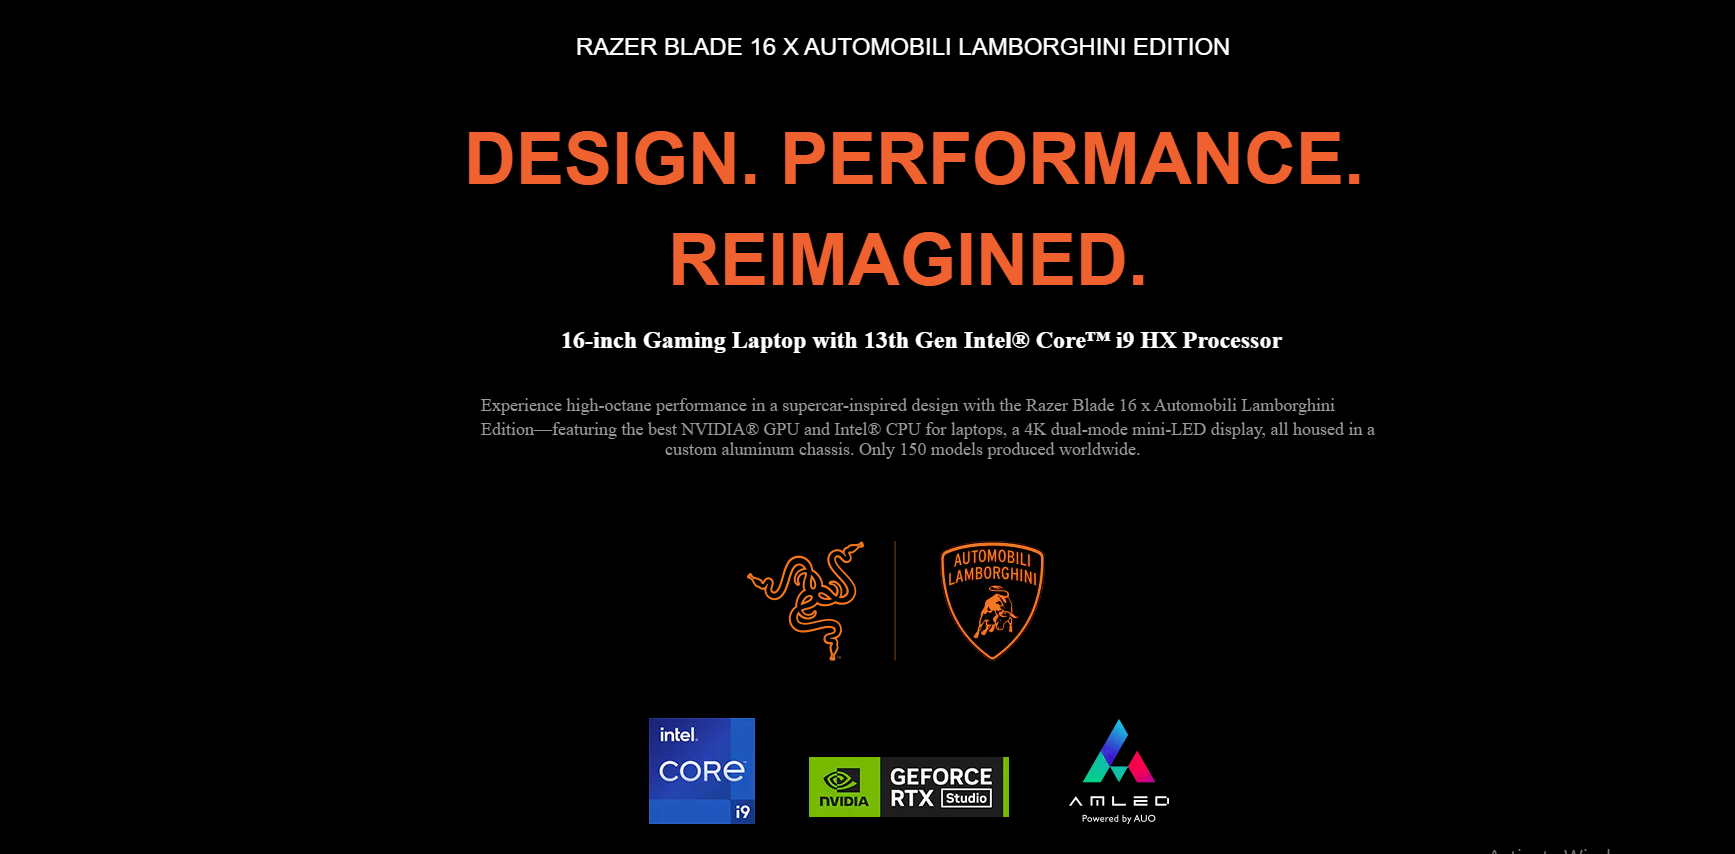 RAZER BLADE 16 X AUTOMOBILI LAMBORGHINI EDITION
DESIGN. PERFORMANCE.
REIMAGINED.
16-inch Gaming Laptop with 13th Gen Intel® Core™ i9 HX Processor
Experience high-octane performance in a supercar-inspired design with the Razer Blade 16 x Automobili Lamborghini
Edition—featuring the best NVIDIA® GPU and Intel® CPU for laptops, a 4K dual-mode mini-LED display, all housed in a
custom aluminum chassis. Only 150 models produced worldwide.
AUTOMOBILI
LAMBORGHINI
intel.
CORE™
i9
NVIDIA
GEFORCE
RTX Studio
AMLED
Powered by AUO